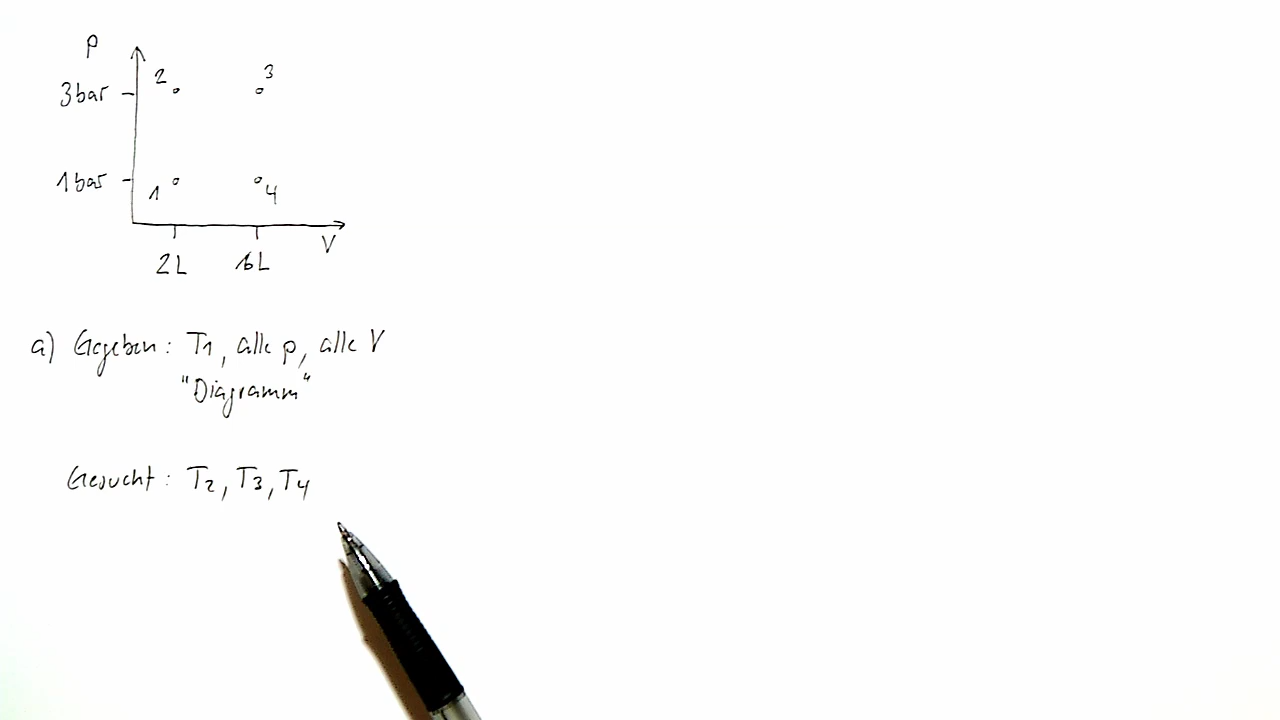 p
2
3
3bar
1bar
1
4
V
2L
6L
a) Gegeben: T1, alle p, alle V
"Diagramm"
Gesucht: T2, T3, T4